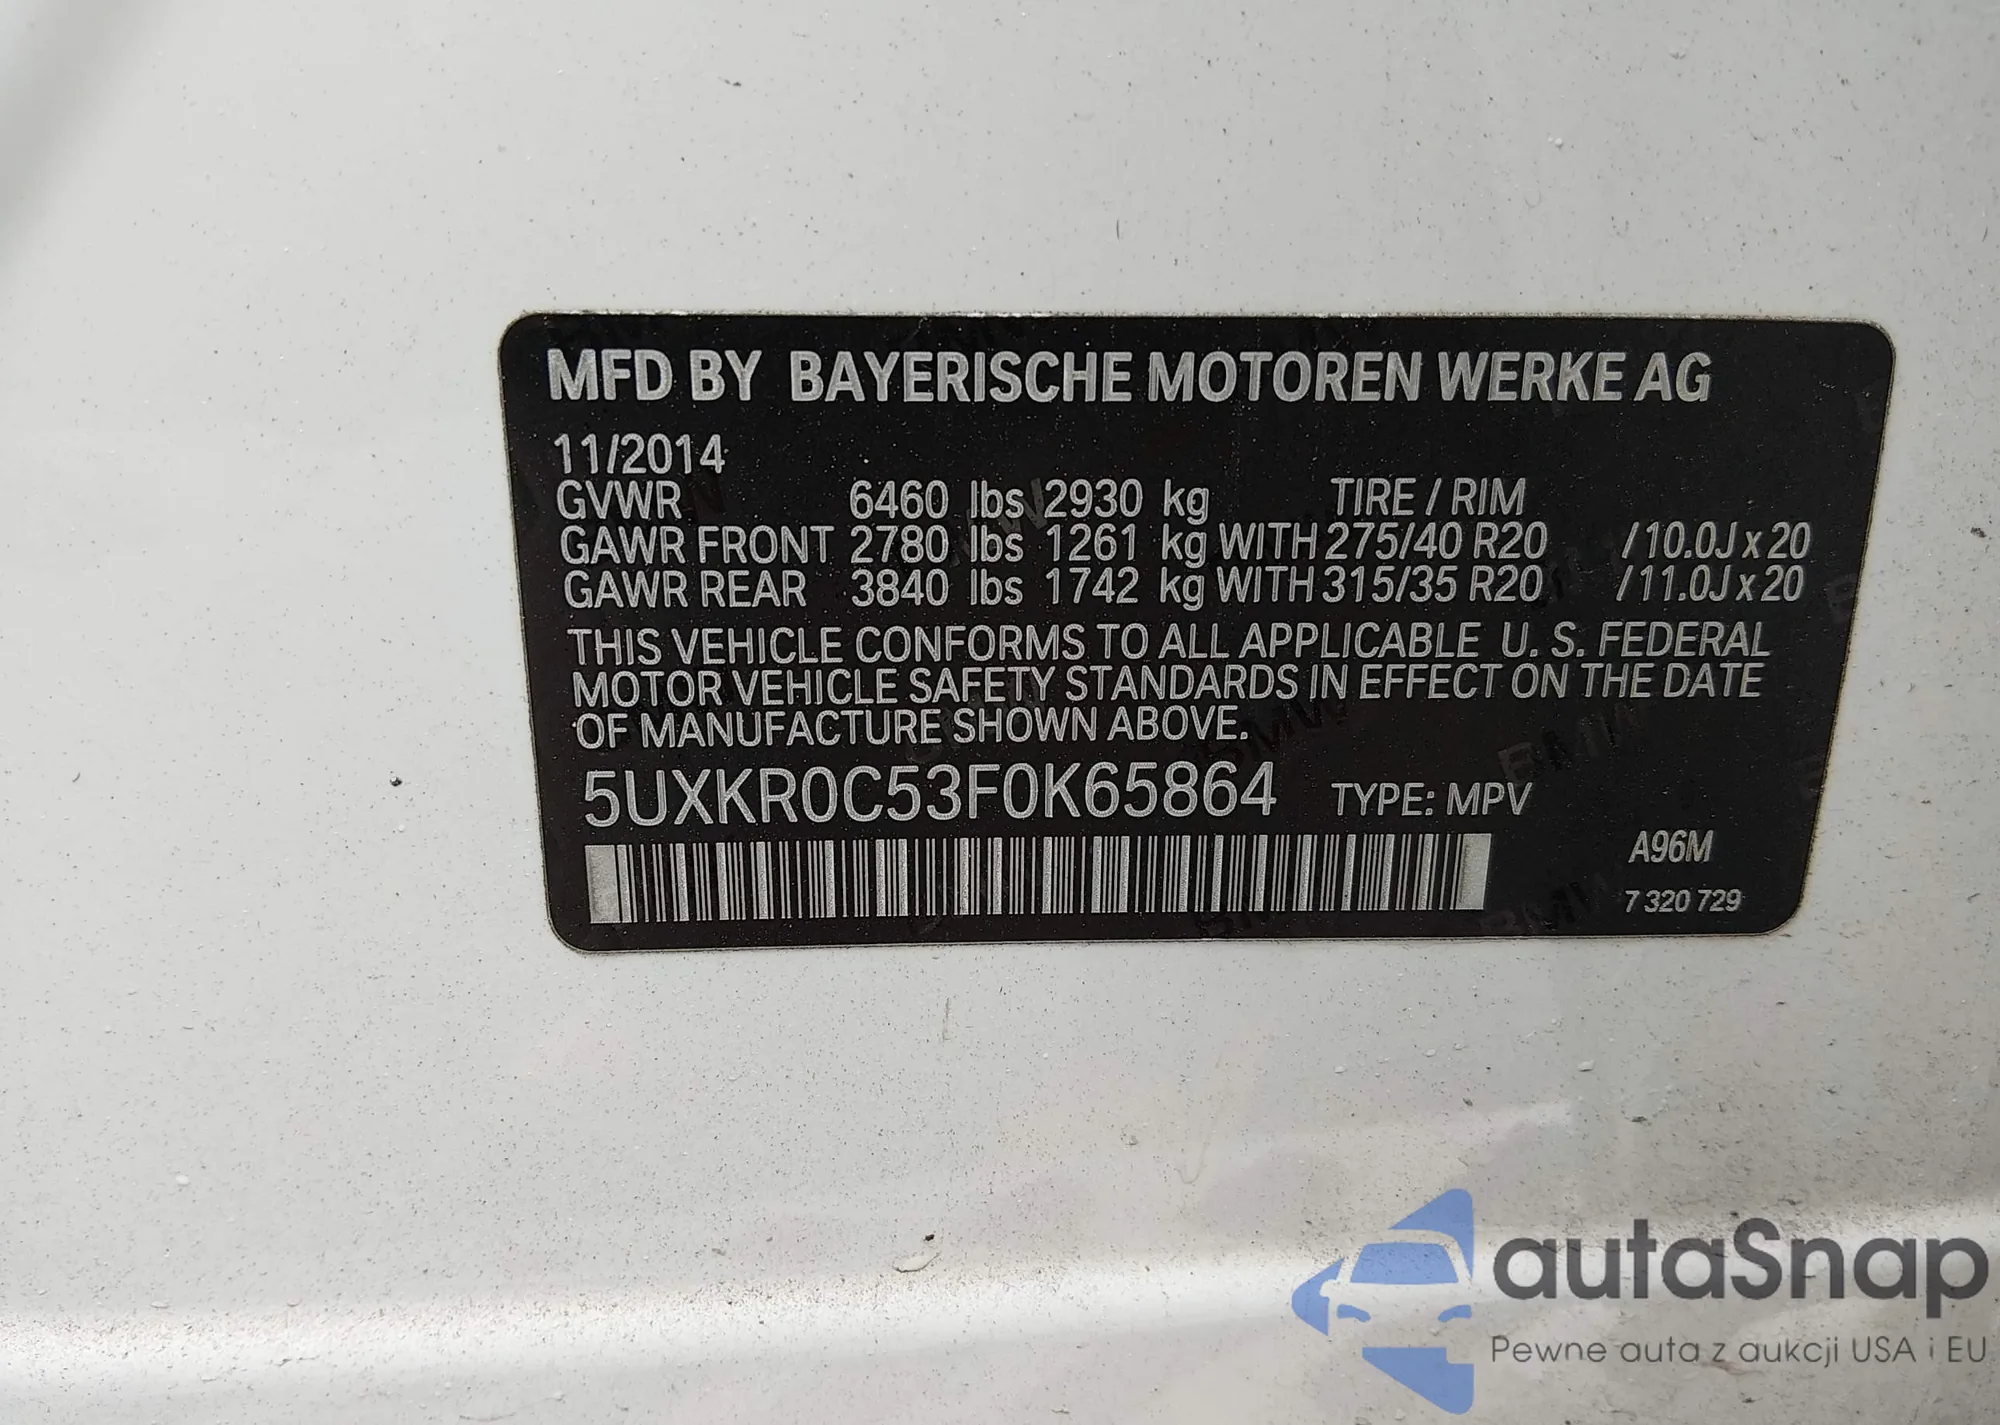 MFD BY BAYERISCHE MOTOREN WERKE AG
11/2014
GVWR 6460 lbs 2930 kg TIRE / RIM
GAWR FRONT 2780 lbs 1261 kg WITH 275/40 R20 /10.0J x 20
GAWR REAR 3840 lbs 1742 kg WITH 315/35 R20 /11.0J x 20
THIS VEHICLE CONFORMS TO ALL APPLICABLE U. S. FEDERAL
MOTOR VEHICLE SAFETY STANDARDS IN EFFECT ON THE DATE
OF MANUFACTURE SHOWN ABOVE.
5UXKR0C53F0K65864 TYPE: MPV
A96M
7 320 729
autaSnap
Pewne auta z aukcji USA i EU